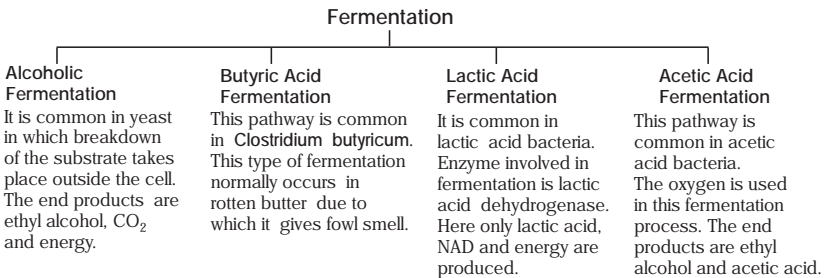 Fermentation
Alcoholic
Fermentation
It is common in yeast
in which breakdown
of the substrate takes
place outside the cell.
The end products are
ethyl alcohol, CO₂
and energy.
Butyric Acid
Fermentation
This pathway is common
in Clostridium butyricum.
This type of fermentation
normally occurs in
rotten butter due to
which it gives fowl smell.
Lactic Acid
Fermentation
It is common in
lactic acid bacteria.
Enzyme involved in
fermentation is lactic
acid dehydrogenase.
Here only lactic acid,
NAD and energy are
produced.
Acetic Acid
Fermentation
This pathway is
common in acetic
acid bacteria.
The oxygen is used
in this fermentation
process. The end
products are ethyl
alcohol and acetic acid.